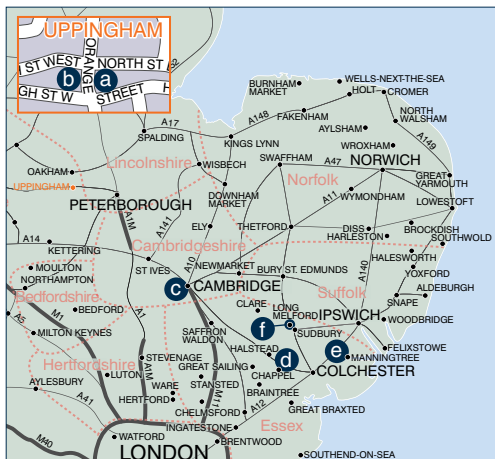 UPPINGHAM
ORANGE
I ST WEST
NORTH ST
b
a
GH ST W
STREET
H
WELLS-NEXT-THE-SEA
BURNHAM
MARKET
HOLT
CROMER
A148
FAKENHAM
NORTH
WALSHAM
A17
AYLSHAM
A149
SPALDING
KINGS LYNN
WROXHAM
Lincolnshire
WISBECH
SWAFFHAM
A47
NORWICH
OAKHAM
GREAT
YARMOUTH
UPPINGHAM
Norfolk
A11
PETERBOROUGH
DOWNHAM
MARKET
WYMONDHAM
LOWESTOFT
A141
A1M
ELY
THETFORD
DISS
BROCKDISH
HARLESTON
SOUTHWOLD
A14
Cambridgeshire
KETTERING
A10
A140
HALESWORTH
ST IVES
NEWMARKET
BURY ST. EDMUNDS
YOXFORD
MOULTON
NORTHAMPTON
c
CAMBRIDGE
Suffolk
ALDEBURGH
SNAPE
Bedfordshire
CLARE
LONG
MELFORD
IPSWICH
WOODBRIDGE
M1
BEDFORD
f
A5
SAFFRON
WALDON
SUDBURY
MILTON KEYNES
A1
HALSTEAD
d
e
FELIXSTOWE
MANNINGTREE
Hertfordshire
STEVENAGE
GREAT SAILING
CHAPPEL
COLCHESTER
A1M
LUTON
STANSTED
BRAINTREE
AYLESBURY
WARE
A41
HERTFORD
M11
CHELMSFORD
A12
GREAT BRAXTED
INGATESTONE
Essex
M40
WATFORD
BRENTWOOD
LONDON
SOUTHEND-ON-SEA